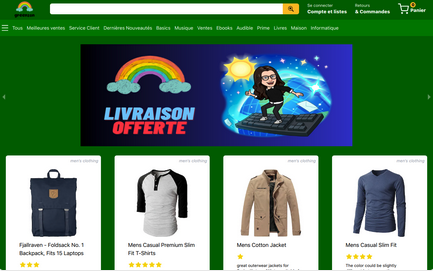 Se connecter
Compte et listes
Retours
& Commandes
0
Panier
Tous Meilleures ventes Service Client Dernières Nouveautés Basics Musique Ventes Ebooks Audible Prime Livres Maison Informatique
LIVRAISON
OFFERTE
men's clothing
Fjallraven - Foldsack No. 1
Backpack, Fits 15 Laptops
men's clothing
Mens Casual Premium Slim
Fit T-Shirts
men's clothing
Mens Cotton Jacket
great outerwear jackets for
men's clothing
Mens Casual Slim Fit
The color could be slightly